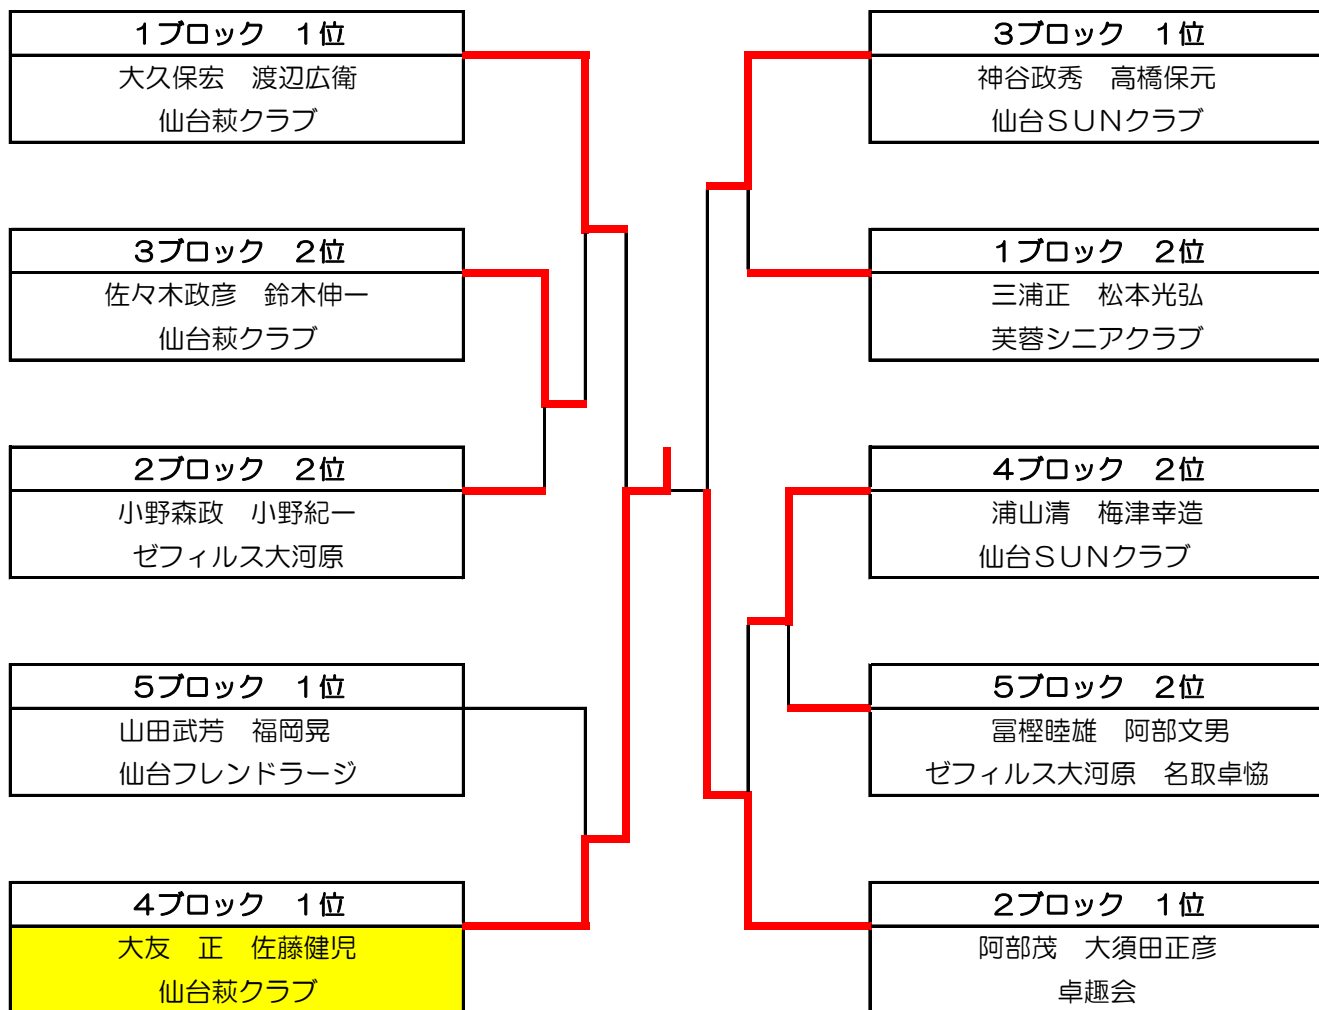 1ブロック　1位
大久保宏　渡辺広衛
仙台萩クラブ
3ブロック　2位
佐々木政彦　鈴木伸一
仙台萩クラブ
2ブロック　2位
小野森政　小野紀一
ゼフィルス大河原
5ブロック　1位
山田武芳　福岡晃
仙台フレンドラージ
4ブロック　1位
大友　正　佐藤健児
仙台萩クラブ
3ブロック　1位
神谷政秀　高橋保元
仙台ＳＵＮクラブ
1ブロック　2位
三浦正　松本光弘
芙蓉シニアクラブ
4ブロック　2位
浦山清　梅津幸造
仙台ＳＵＮクラブ
5ブロック　2位
冨樫睦雄　阿部文男
ゼフィルス大河原　名取卓恊
2ブロック　1位
阿部茂　大須田正彦
卓趣会